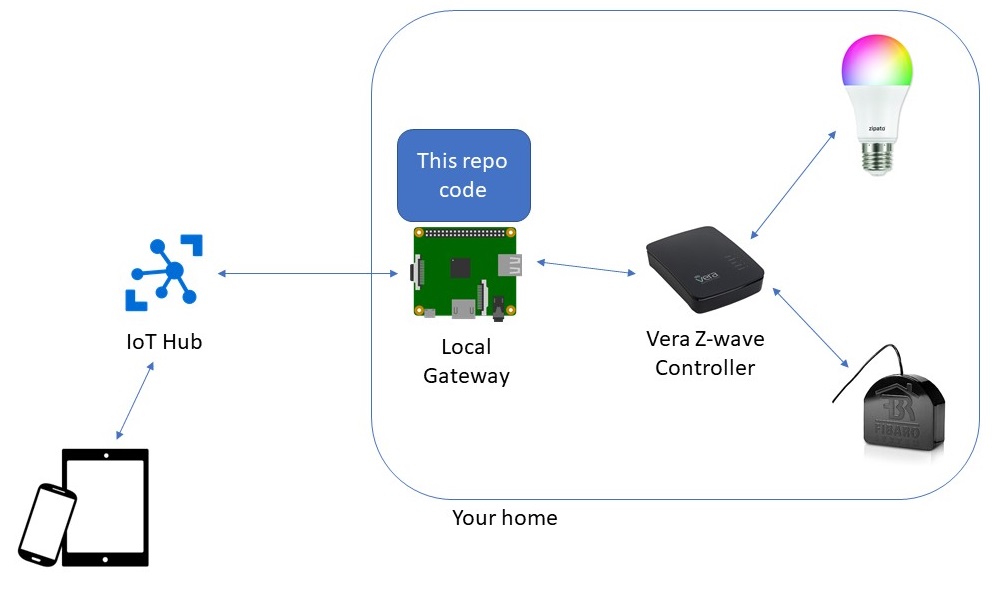 This repo
code
zipato
Vera
IoT Hub
Local
Gateway
Vera Z-wave
Controller
FIBARO
Your home